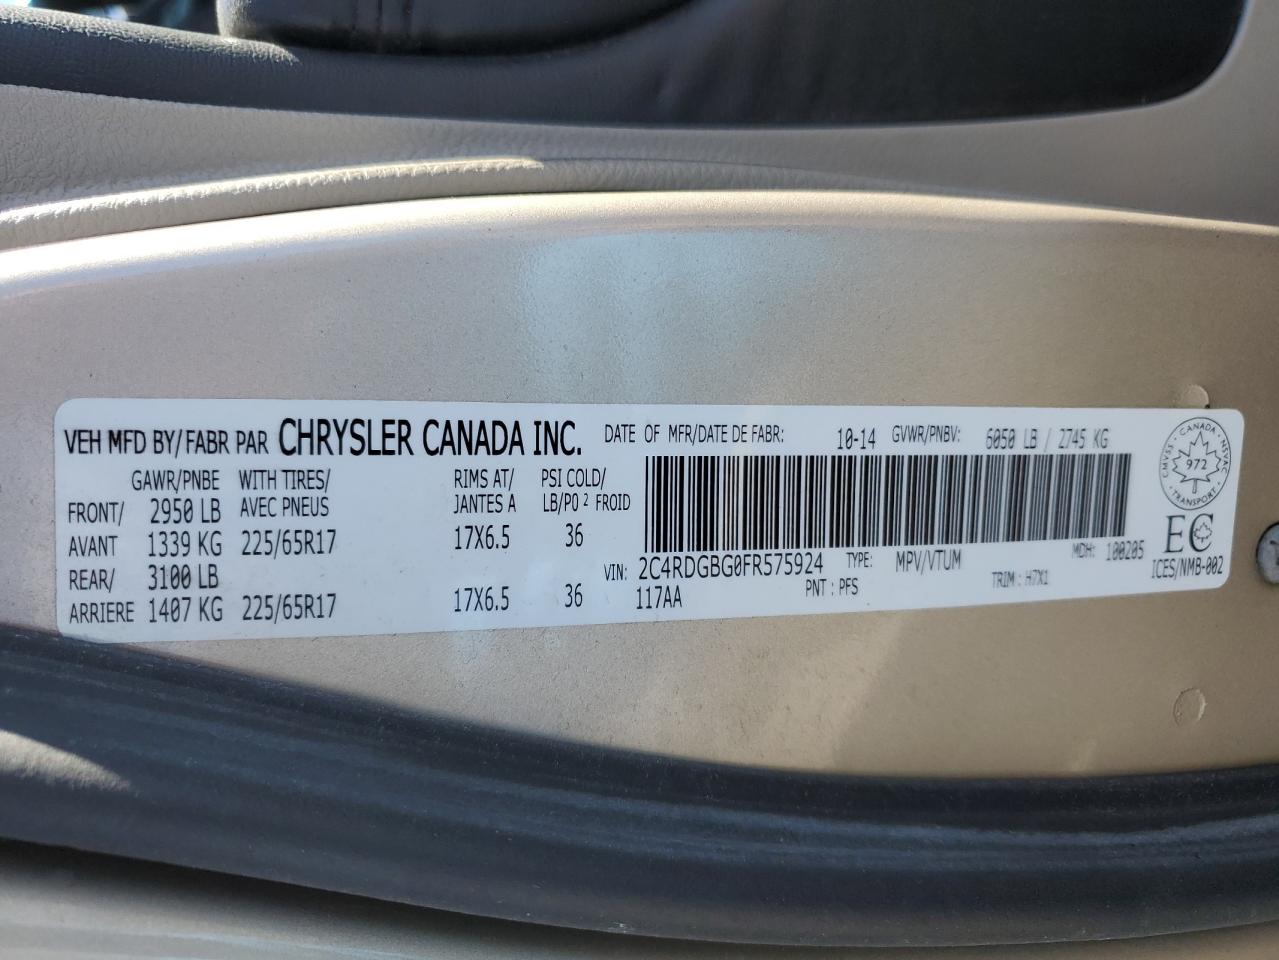 VEH MFD BY/FABR PAR CHRYSLER CANADA INC. DATE OF MFR/DATE DE FABR: 10-14 GVWR/PNBV: 6050 LB / 2745 KG
GAWR/PNBE WITH TIRES/ RIMS AT/ PSI COLD/
AVEC PNEUS JANTES A LB/PO² FROID
FRONT/ 2950 LB
AVANT 1339 KG 225/65R17 17X6.5 36
REAR/ 3100 LB
ARRIERE 1407 KG 225/65R17 17X6.5 36
VIN: 2C4RDGBG0FR575924 TYPE: MPV/VTUM MDH: 100205
117AA PNT: PFS TRIM: H7X1
CANADA
CMVSS NSVAC
972
TRANSPORT
EC
ICES/NMB-002